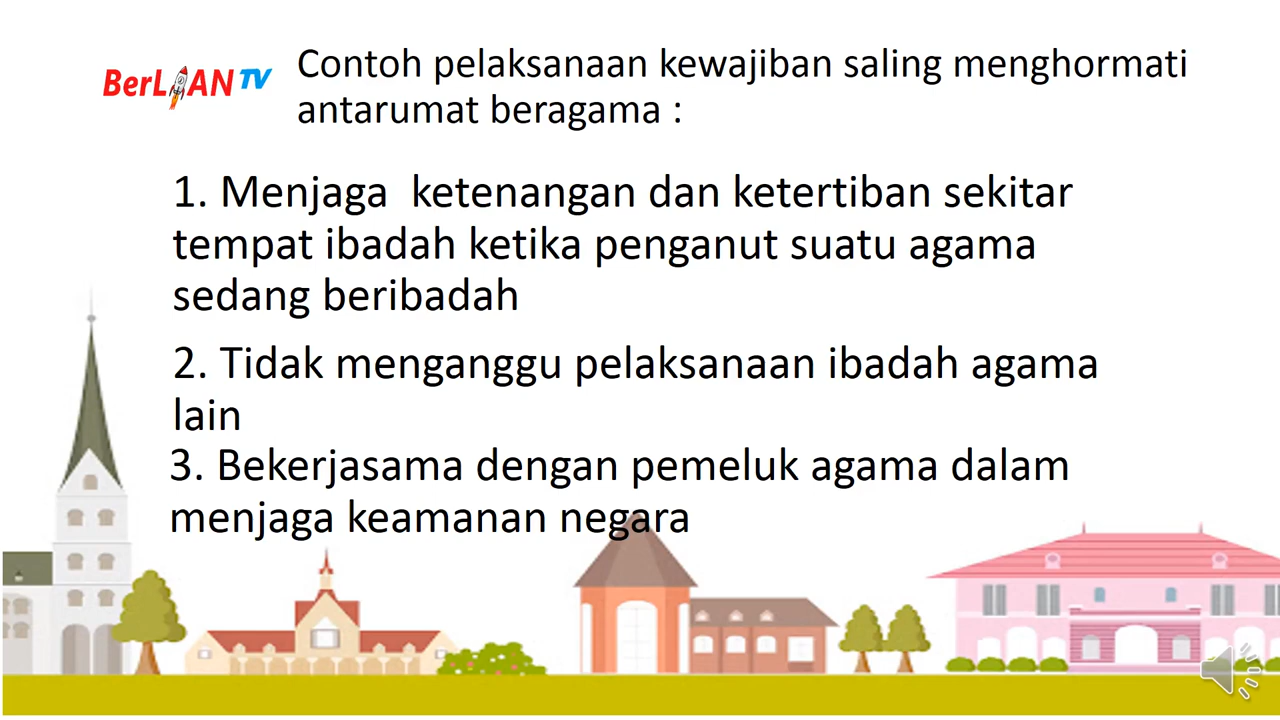 BerLIAN TV
Contoh pelaksanaan kewajiban saling menghormati
antarumat beragama :
1. Menjaga  ketenangan dan ketertiban sekitar
tempat ibadah ketika penganut suatu agama
sedang beribadah
2. Tidak menganggu pelaksanaan ibadah agama
lain
3. Bekerjasama dengan pemeluk agama dalam
menjaga keamanan negara